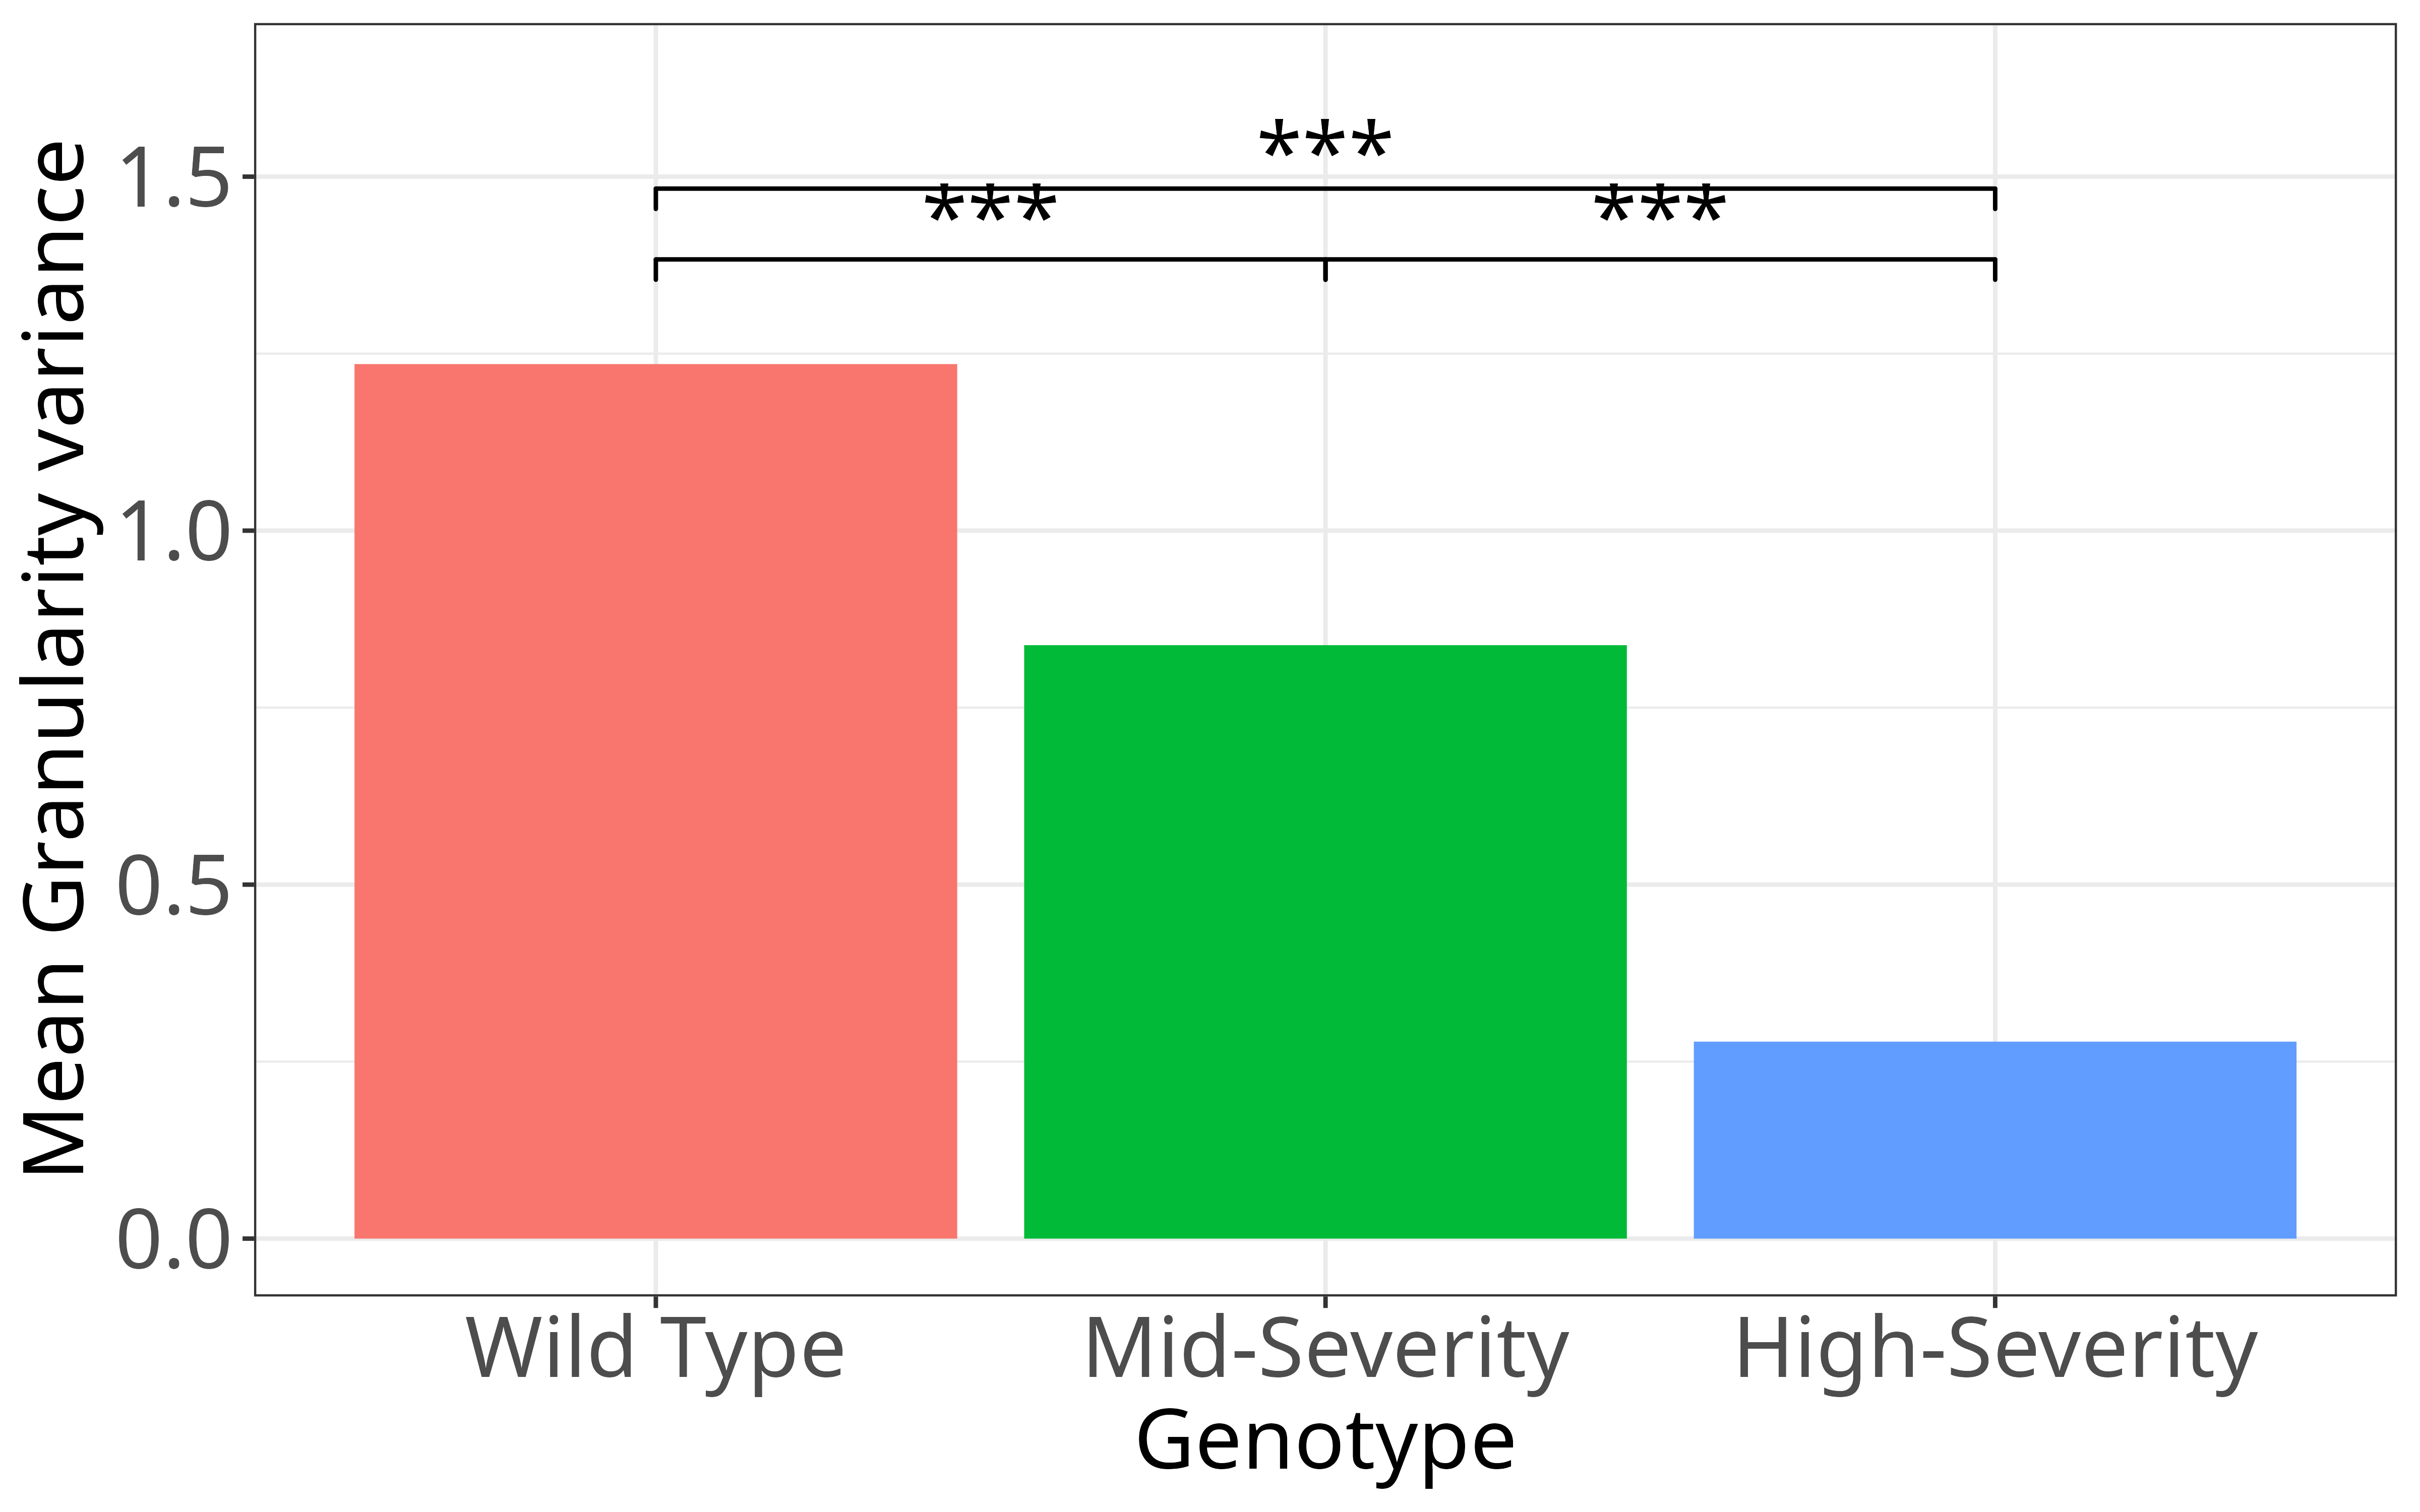 Mean Granularity variance
1.5
1.0
0.5
0.0
***
*** ***
Wild Type Mid-Severity High-Severity
Genotype